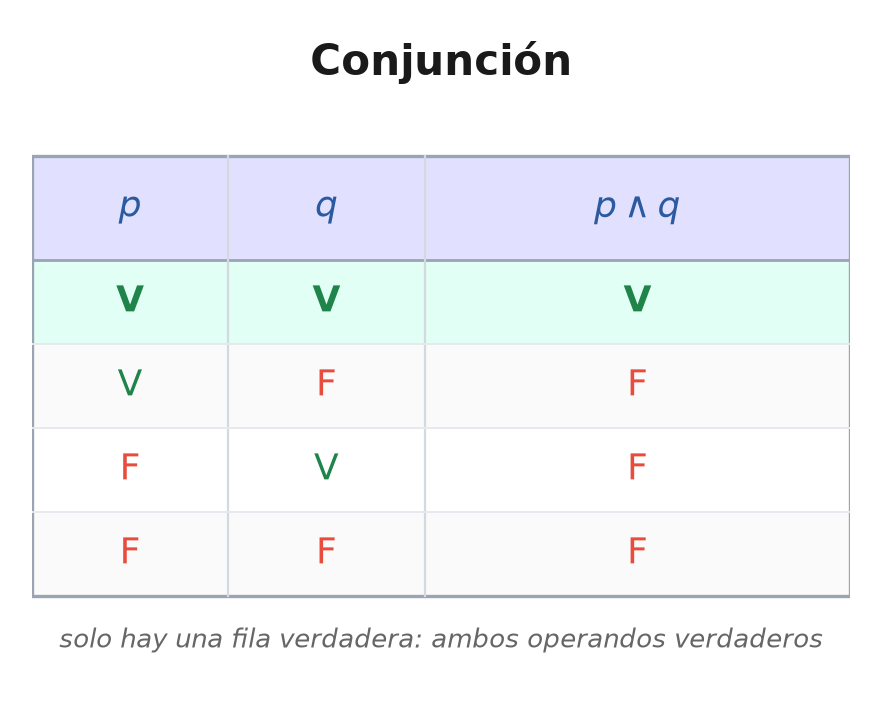 Conjunción
p q p ∧ q
V V V
V F F
F V F
F F F
solo hay una fila verdadera: ambos operandos verdaderos